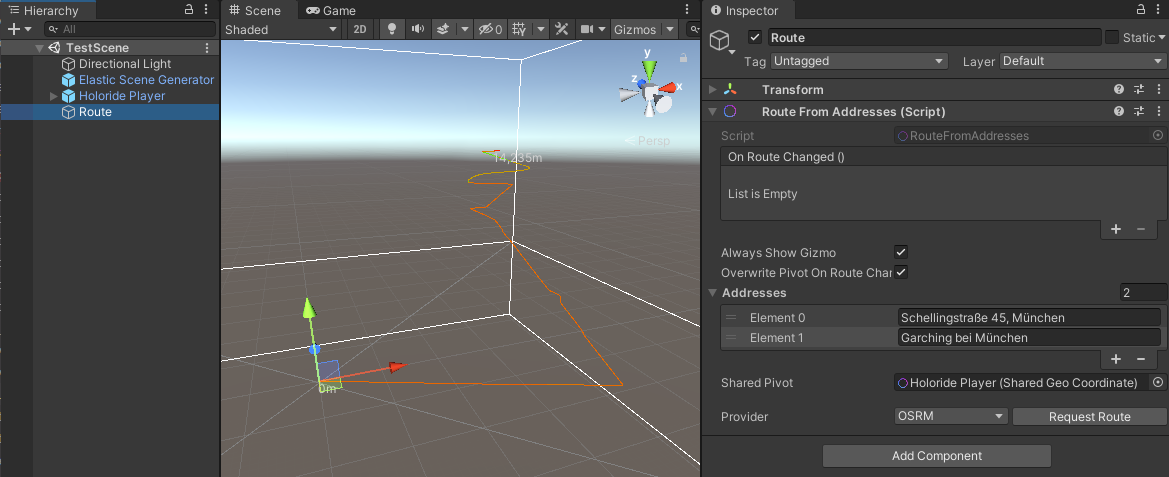 Hierarchy
All
TestScene
Directional Light
Elastic Scene Generator
Holoride Player
Route
Scene
Game
Shaded
2D
0
Gizmos
y
z
x
Persp
14,235m
0m
Inspector
Route
Static
Tag Untagged Layer Default
Transform
Route From Addresses (Script)
Script RouteFromAddresses
On Route Changed ()
List is Empty
Always Show Gizmo
Overwrite Pivot On Route Char
Addresses 2
Element 0 Schellingstraße 45, München
Element 1 Garching bei München
Shared Pivot Holoride Player (Shared Geo Coordinate)
Provider OSRM Request Route
Add Component